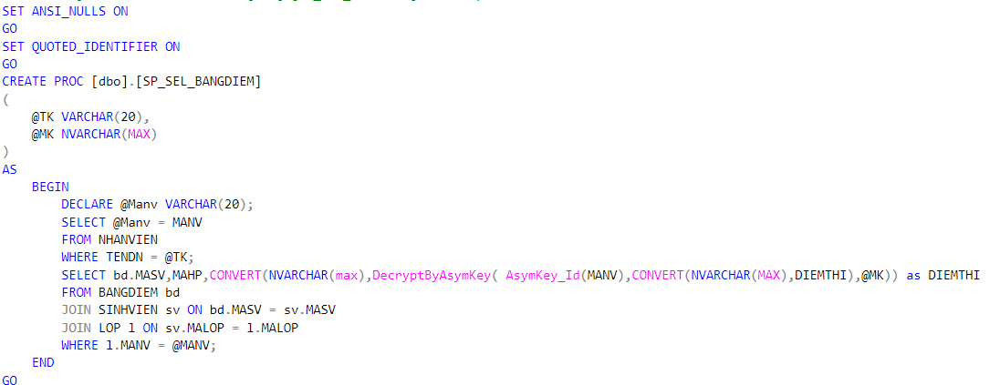 SET ANSI_NULLS ON
GO
SET QUOTED_IDENTIFIER ON
GO
CREATE PROC [dbo].[SP_SEL_BANGDIEM]
(
    @TK VARCHAR(20),
    @MK NVARCHAR(MAX)
)
AS
    BEGIN
        DECLARE @Manv VARCHAR(20);
        SELECT @Manv = MANV
        FROM NHANVIEN
        WHERE TENDN = @TK;
        SELECT bd.MASV,MAHP,CONVERT(NVARCHAR(max),DecryptByAsymKey( AsymKey_Id(MANV),CONVERT(NVARCHAR(MAX),DIEMTHI),@MK)) as DIEMTHI
        FROM BANGDIEM bd
        JOIN SINHVIEN sv ON bd.MASV = sv.MASV
        JOIN LOP l ON sv.MALOP = l.MALOP
        WHERE l.MANV = @MANV;
    END
GO